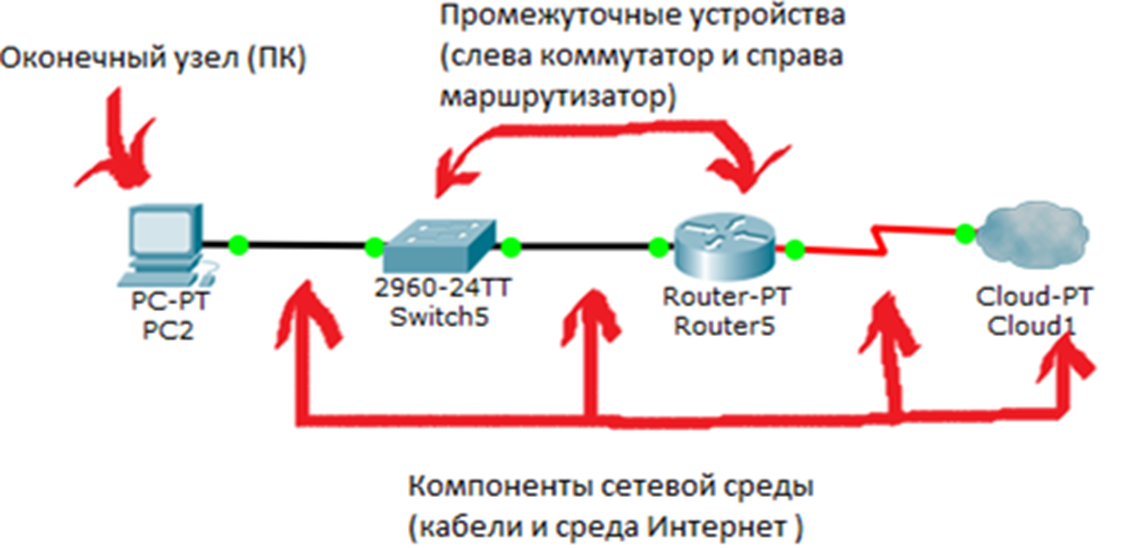 Промежуточные устройства
(слева коммутатор и справа
маршрутизатор)
Оконечный узел (ПК)
PC-PT
PC2
2960-24TT
Switch5
Router-PT
Router5
Cloud-PT
Cloud1
Компоненты сетевой среды
(кабели и среда Интернет )